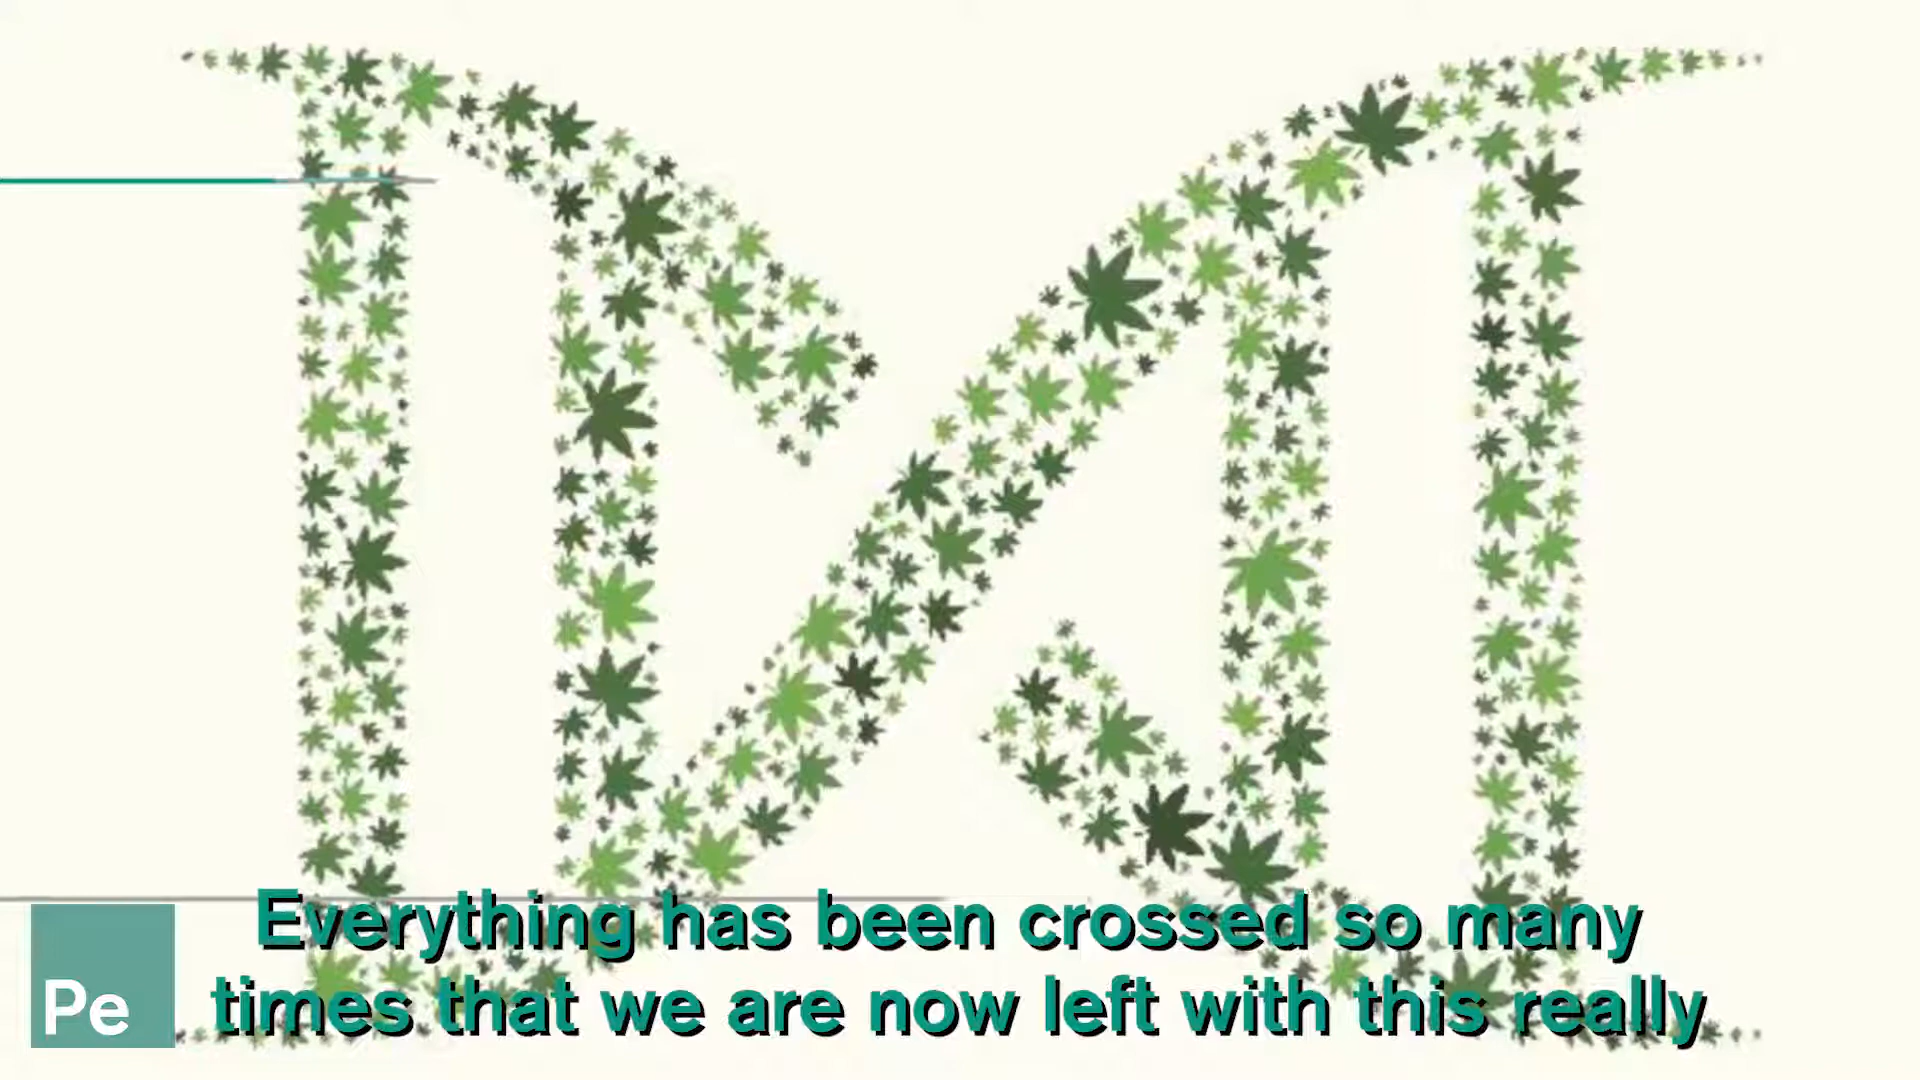 Everything has been crossed so many
times that we are now left with this really
Pe